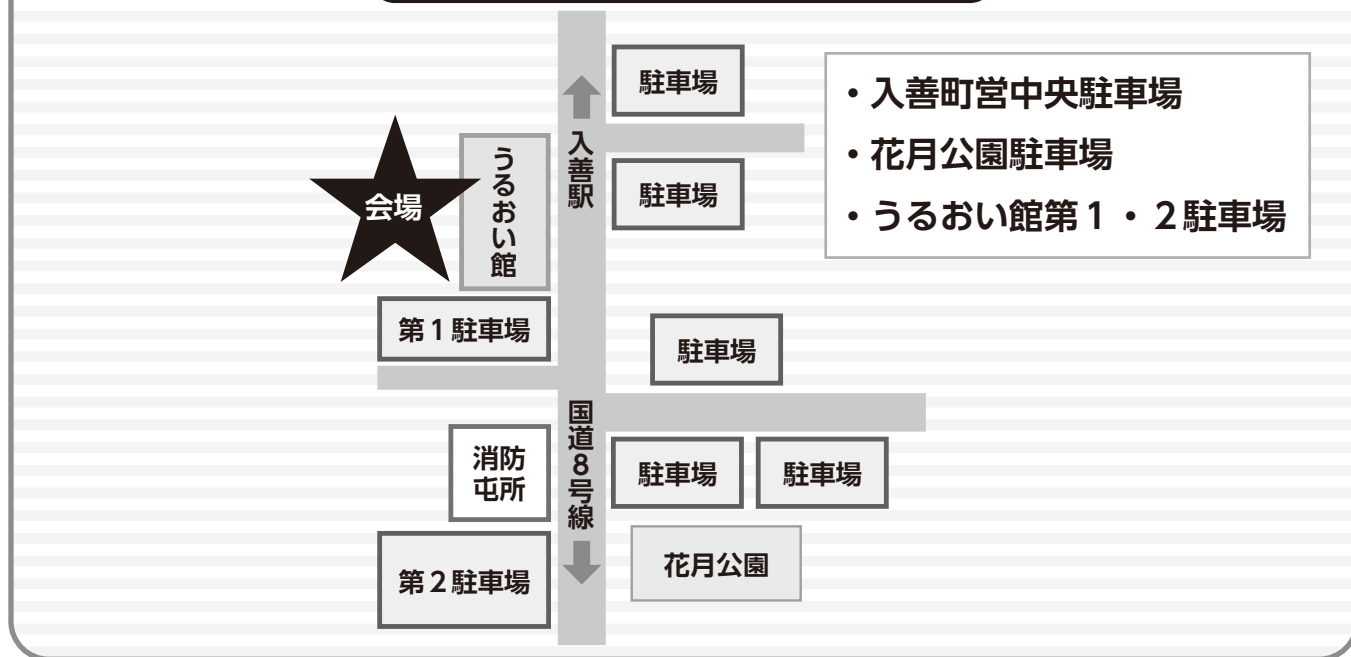 駐車場
・入善町営中央駐車場
・花月公園駐車場
・うるおい館第１・２駐車場
入善駅
駐車場
会場
うるおい館
第１駐車場
駐車場
国道８号線
消防
屯所
駐車場
駐車場
花月公園
第２駐車場